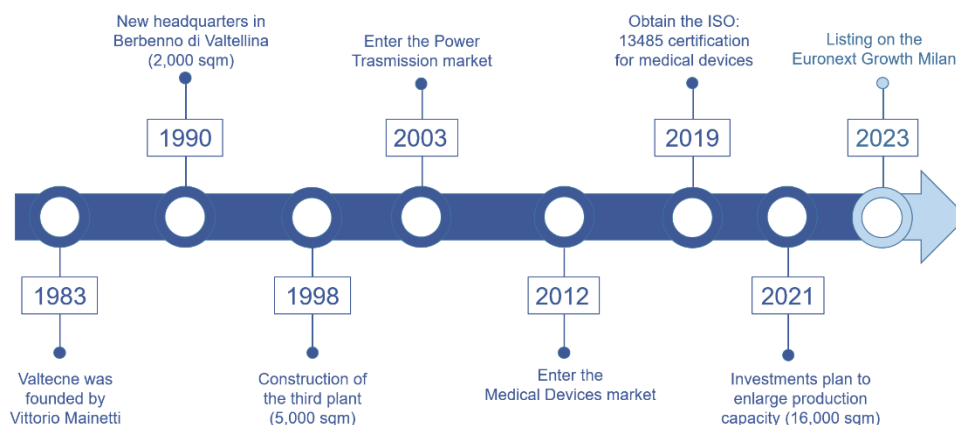 New headquarters in
Berbenno di Valtellina
(2,000 sqm)
1990
Enter the Power
Trasmission market
2003
Obtain the ISO:
13485 certification
for medical devices
2019
Listing on the
Euronext Growth Milan
2023
1983
Valtecne was
founded by
Vittorio Mainetti
1998
Construction of
the third plant
(5,000 sqm)
2012
Enter the
Medical Devices market
2021
Investments plan to
enlarge production
capacity (16,000 sqm)